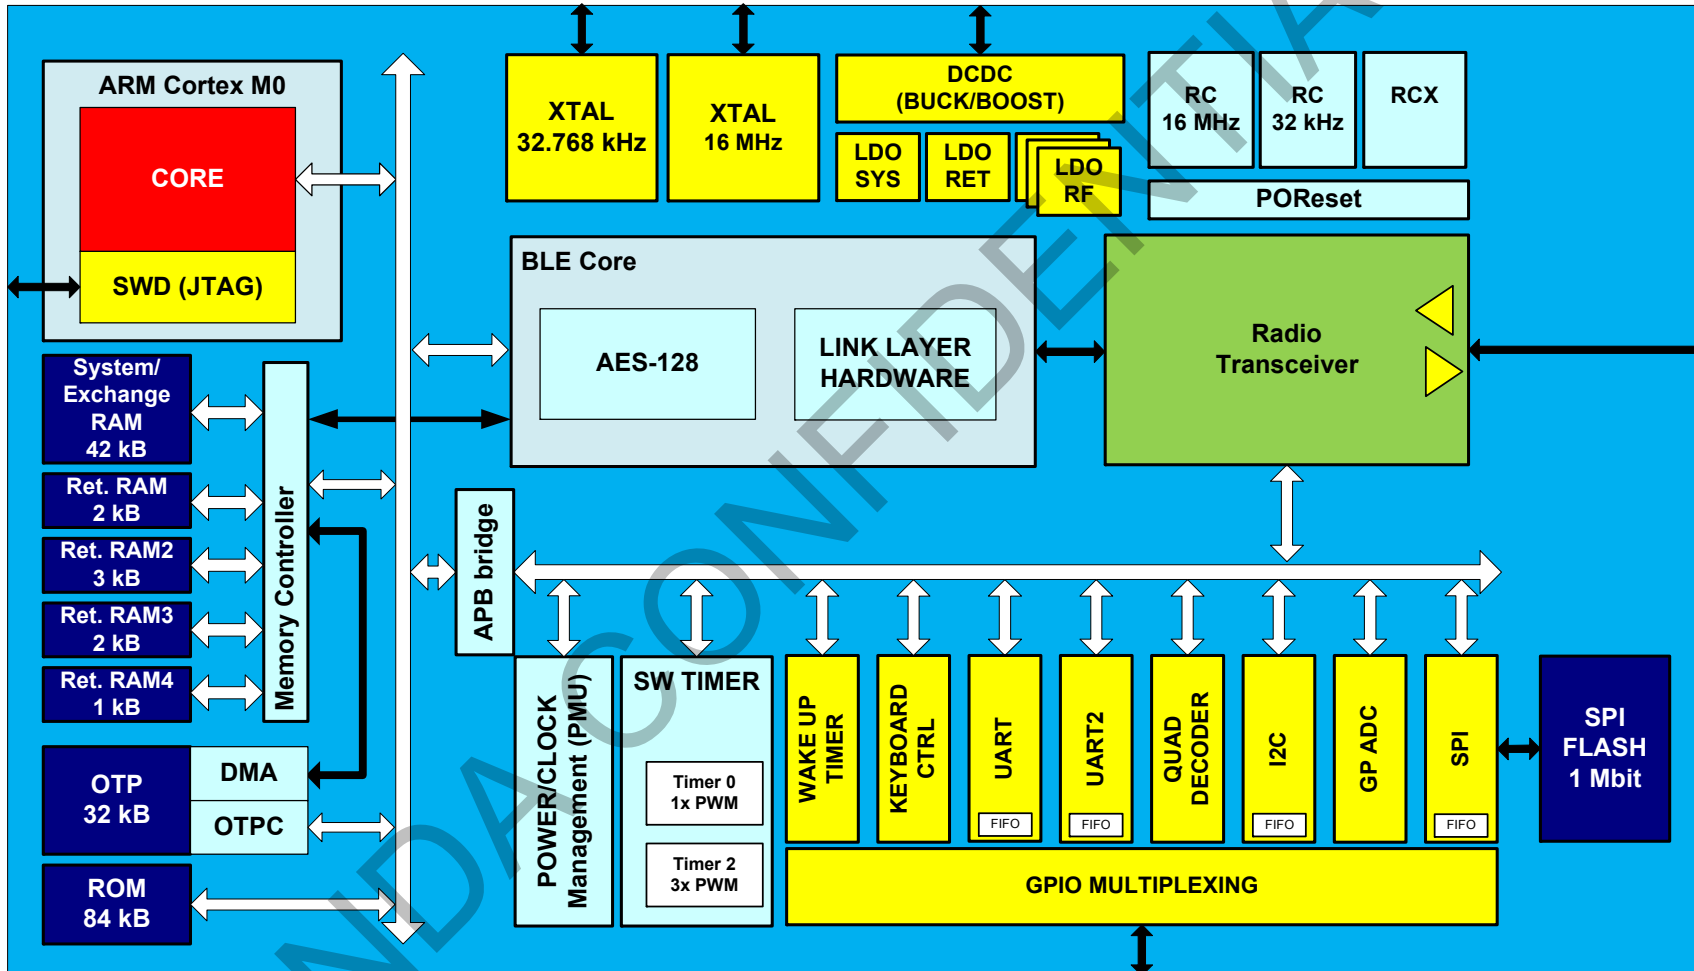 ARM Cortex M0
CORE
SWD (JTAG)
XTAL
32.768 kHz
XTAL
16 MHz
DCDC
(BUCK/BOOST)
LDO
SYS
LDO
RET
LDO
RF
RC
16 MHz
RC
32 kHz
RCX
POReset
BLE Core
AES-128
LINK LAYER
HARDWARE
Radio
Transceiver
System/
Exchange
RAM
42 kB
Ret. RAM
2 kB
Ret. RAM2
3 kB
Ret. RAM3
2 kB
Ret. RAM4
1 kB
Memory Controller
OTP
32 kB
DMA
OTPC
ROM
84 kB
APB bridge
POWER/CLOCK
Management (PMU)
SW TIMER
Timer 0
1x PWM
Timer 2
3x PWM
WAKE UP
TIMER
KEYBOARD
CTRL
UART
FIFO
UART2
FIFO
QUAD
DECODER
I2C
FIFO
GP ADC
SPI
FIFO
SPI
FLASH
1 Mbit
GPIO MULTIPLEXING
NDA CONFIDENTIA